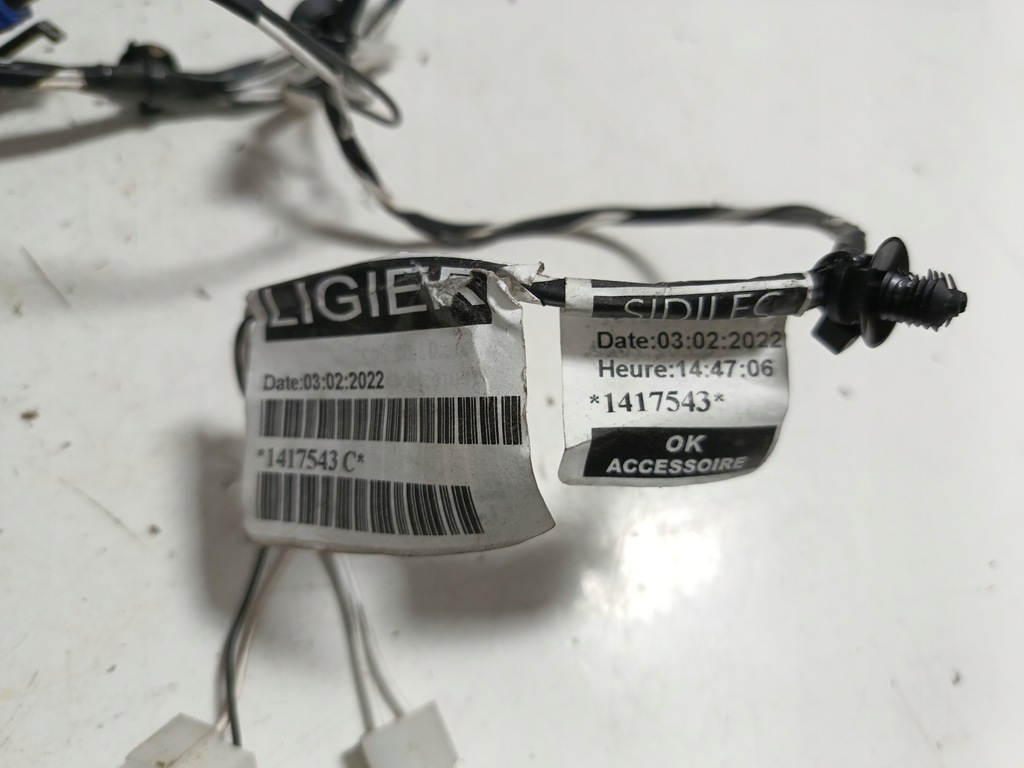 LIGIER
Date:03:02:2022
*1417543 C*
SIDILEC
Date:03:02:2022
Heure:14:47:06
*1417543*
OK
ACCESSOIRE